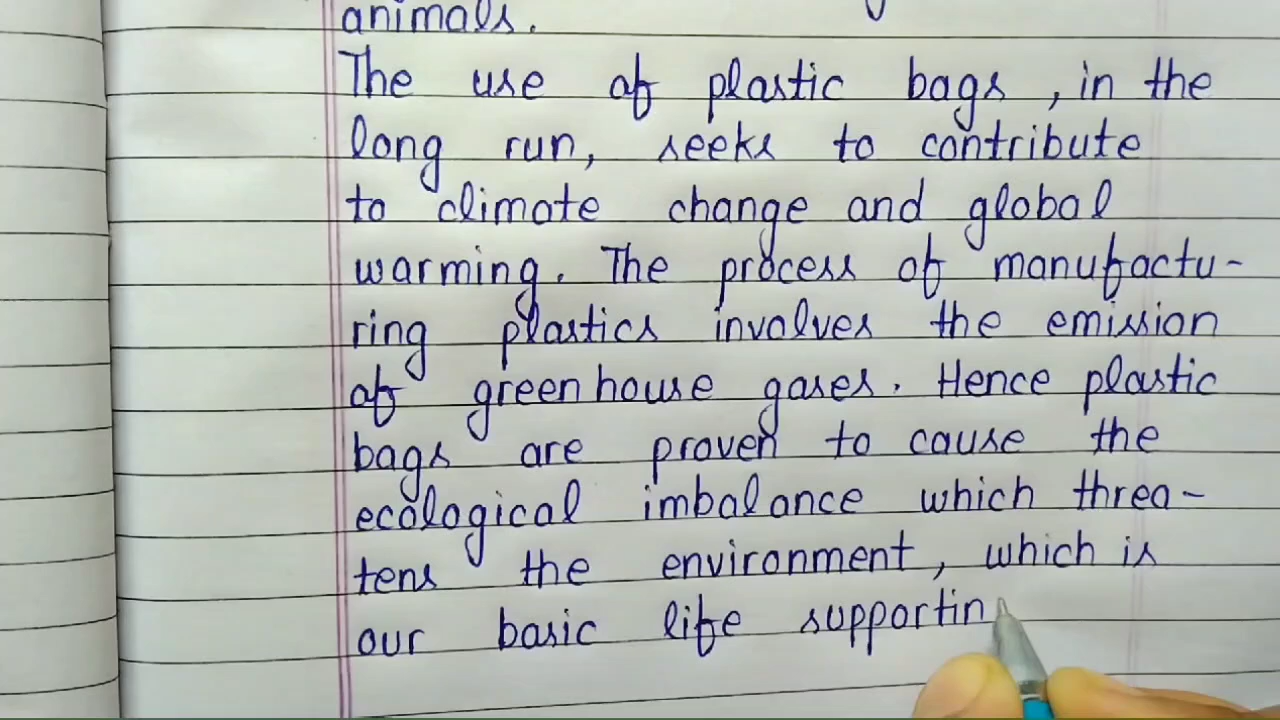 animals.
The use of plastic bags, in the
long run, seeks to contribute
to climate change and global
warming. The process of manufactu-
ring plastics involves the emission
of greenhouse gases. Hence plastic
bags are proven to cause the
ecological imbalance which threa-
tens the environment, which is
our basic life supportin